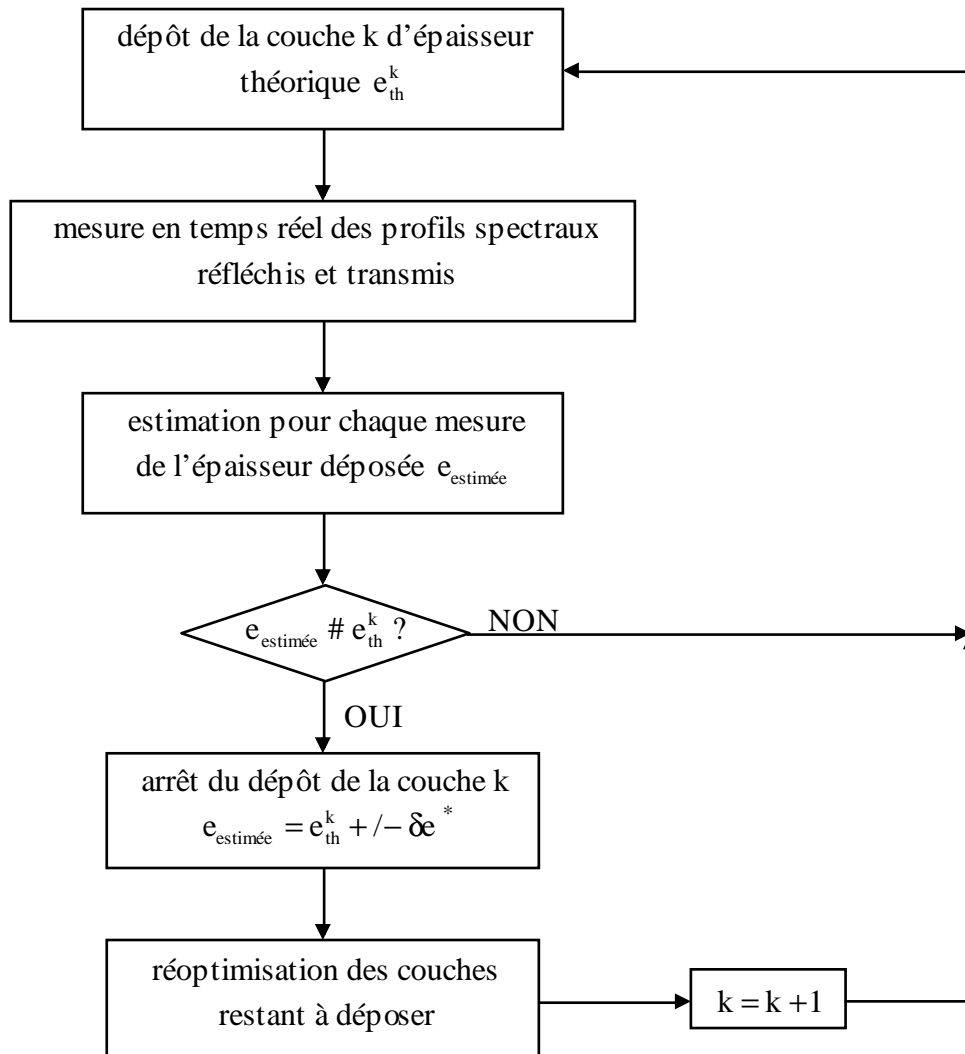 dépôt de la couche k d’épaisseur
théorique e_th^k
mesure en temps réel des profils spectraux
réfléchis et transmis
estimation pour chaque mesure
de l’épaisseur déposée e_estimée
e_estimée # e_th^k ?
NON
OUI
arrêt du dépôt de la couche k
e_estimée = e_th^k +/− δe *
réoptimisation des couches
restant à déposer
k = k +1